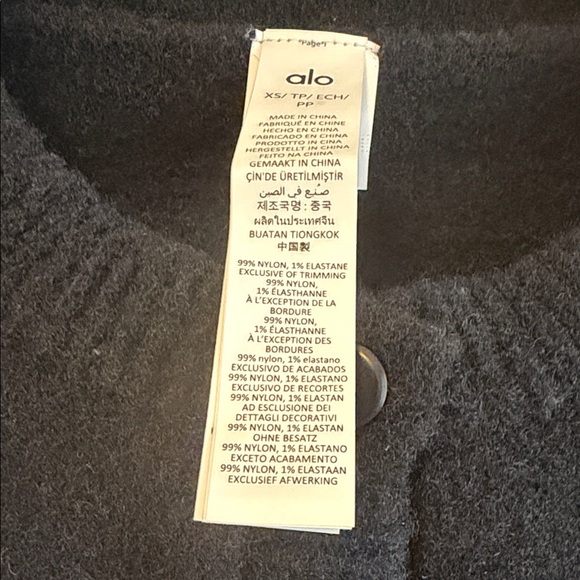 "Page"1
alo
XS/ TP/ ECH/
PP
MADE IN CHINA
FABRIQUÉ EN CHINE
HECHO EN CHINA
FABRICADO EN CHINA
PRODOTTO IN CINA
HERGESTELLT IN CHINA
FEITO NA CHINA
GEMAAKT IN CHINA
ÇİN'DE ÜRETİLMİŞTİR
صُنِع في الصين
제조국명 : 중국
ผลิตในประเทศจีน
BUATAN TIONGKOK
中国製
99% NYLON, 1% ELASTANE
EXCLUSIVE OF TRIMMING
99% NYLON,
1% ÉLASTHANNE
À L'EXCEPTION DE LA
BORDURE
99% NYLON,
1% ÉLASTHANNE
À L'EXCEPTION DES
BORDURES
99% nylon, 1% elastano
EXCLUSIVO DE ACABADOS
99% NYLON, 1% ELASTANO
EXCLUSIVO DE RECORTES
99% NYLON, 1% ELASTAN
AD ESCLUSIONE DEI
DETTAGLI DECORATIVI
99% NYLON, 1% ELASTAN
OHNE BESATZ
99% NYLON, 1% ELASTANO
EXCETO ACABAMENTO
99% NYLON, 1% ELASTAAN
EXCLUSIEF AFWERKING